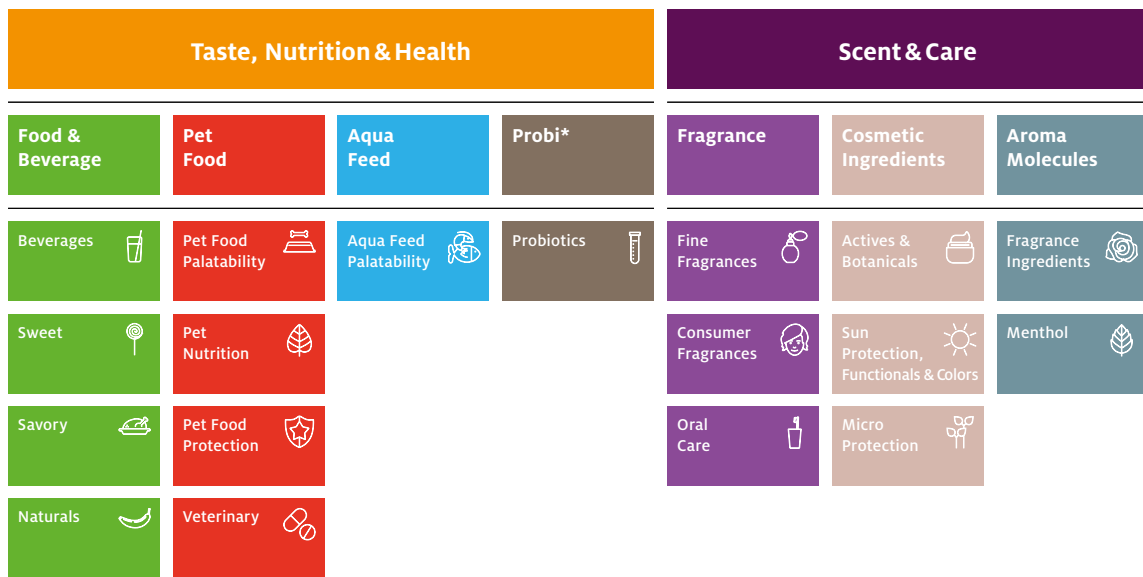 Taste, Nutrition & Health
Scent & Care
Food &
Beverage
Pet
Food
Aqua
Feed
Probi*
Fragrance
Cosmetic
Ingredients
Aroma
Molecules
Beverages
Pet Food
Palatability
Aqua Feed
Palatability
Probiotics
Fine
Fragrances
Actives &
Botanicals
Fragrance
Ingredients
Sweet
Pet
Nutrition
Consumer
Fragrances
Sun
Protection,
Functionals & Colors
Menthol
Savory
Pet Food
Protection
Oral
Care
Micro
Protection
Naturals
Veterinary